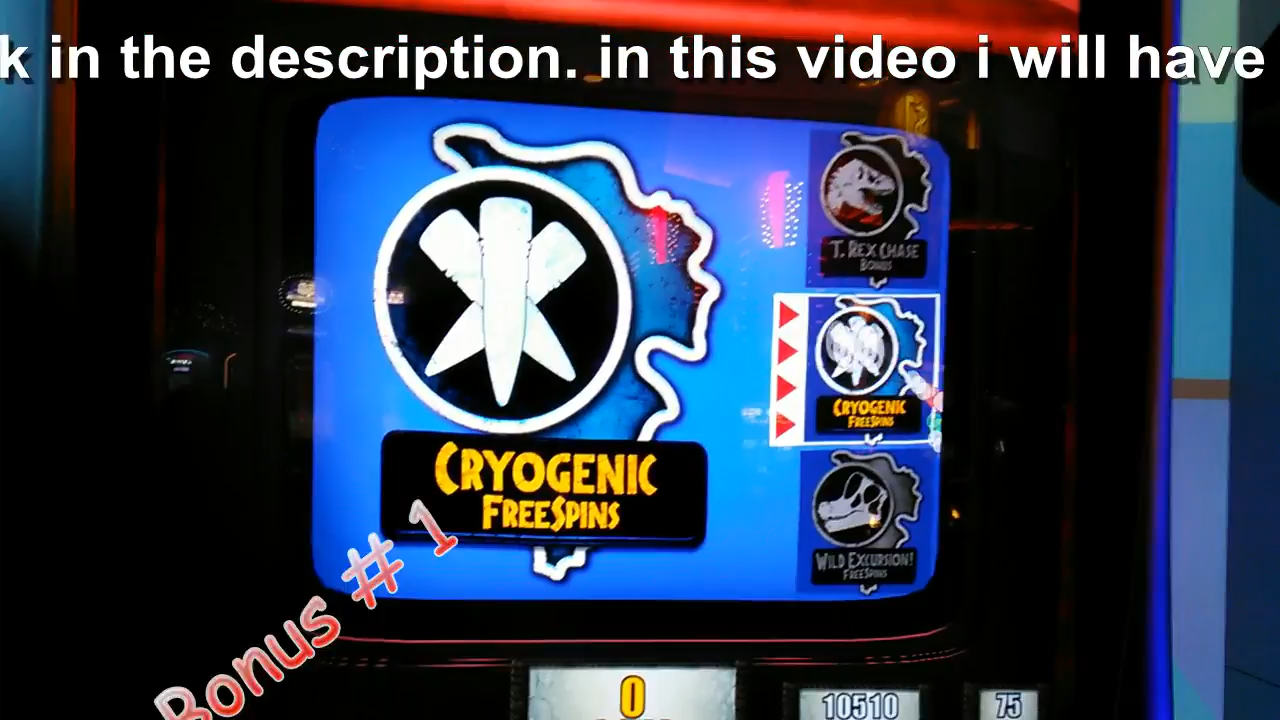 k in the description. in this video i will have
T. REX CHASE
BONUS
CRYOGENIC
FREESPINS
CRYOGENIC
FREESPINS
WILD EXCURSION!
FREESPINS
Bonus # 1
0
10510
75